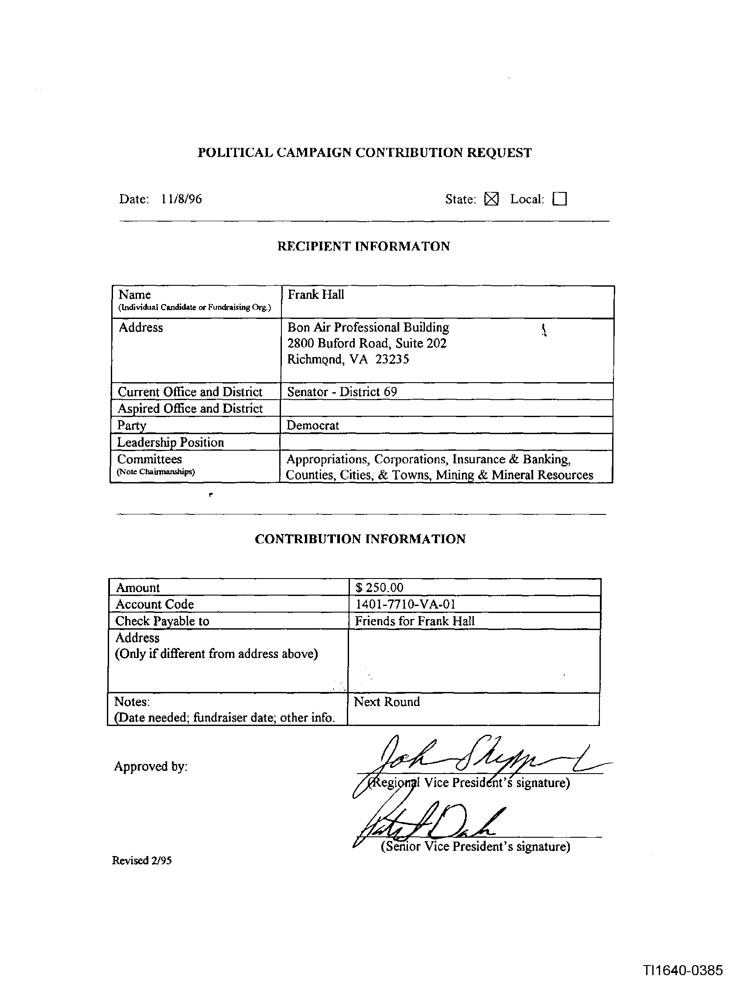 POLITICAL CAMPAIGN CONTRIBUTION REQUEST
Date: 11/8/96 State: ☒ Local: ☐
RECIPIENT INFORMATON
Name Frank Hall
(Individual Candidate or Fundraising Org.)
Address Bon Air Professional Building
2800 Buford Road, Suite 202
Richmond, VA 23235
Current Office and District Senator - District 69
Aspired Office and District
Party Democrat
Leadership Position
Committees Appropriations, Corporations, Insurance & Banking,
(Note Chairmanships) Counties, Cities, & Towns, Mining & Mineral Resources
CONTRIBUTION INFORMATION
Amount $ 250.00
Account Code 1401-7710-VA-01
Check Payable to Friends for Frank Hall
Address
(Only if different from address above)
Notes: Next Round
(Date needed; fundraiser date; other info.
Approved by:
(Regional Vice President's signature)
(Senior Vice President's signature)
Revised 2/95
TI1640-0385